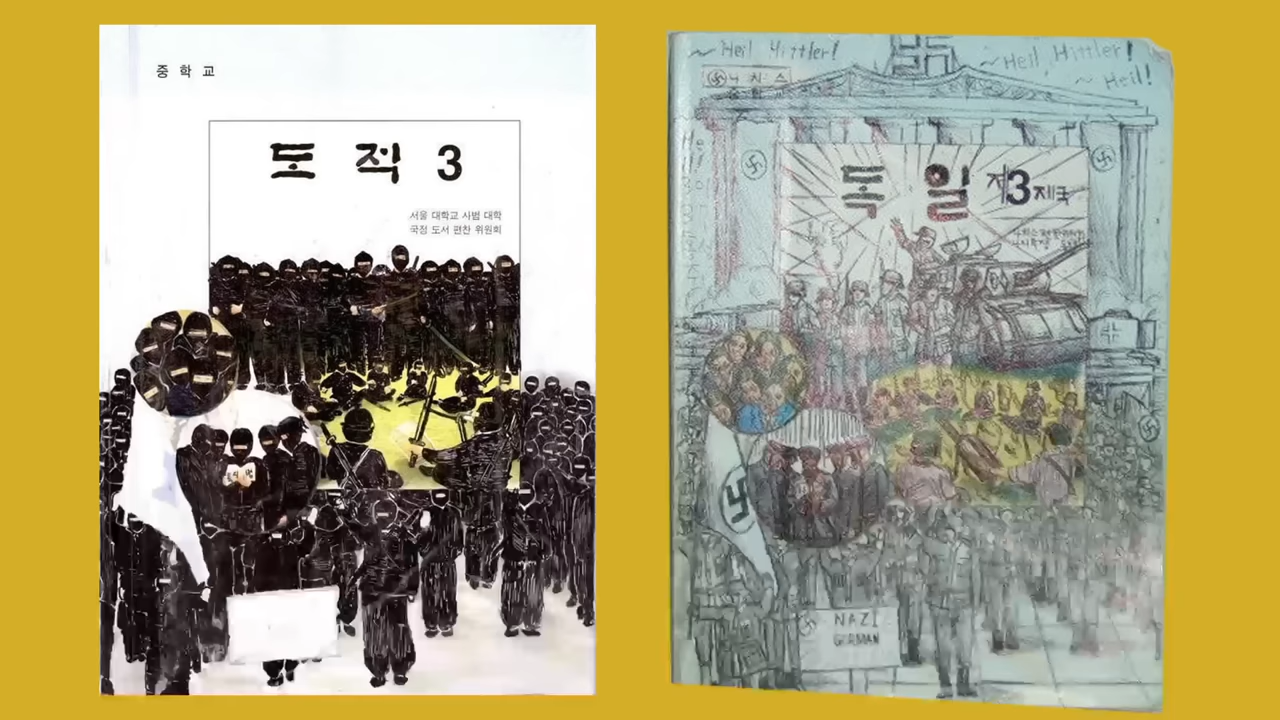 중 학 교
도 적 3
서울 대학교 사범 대학
국정 도서 편찬 위원회
~ Heil Hittler!
~ Heil Hittler!
~ Heil!
나 치 스
독 일 제3제국
NAZI
GERMAN